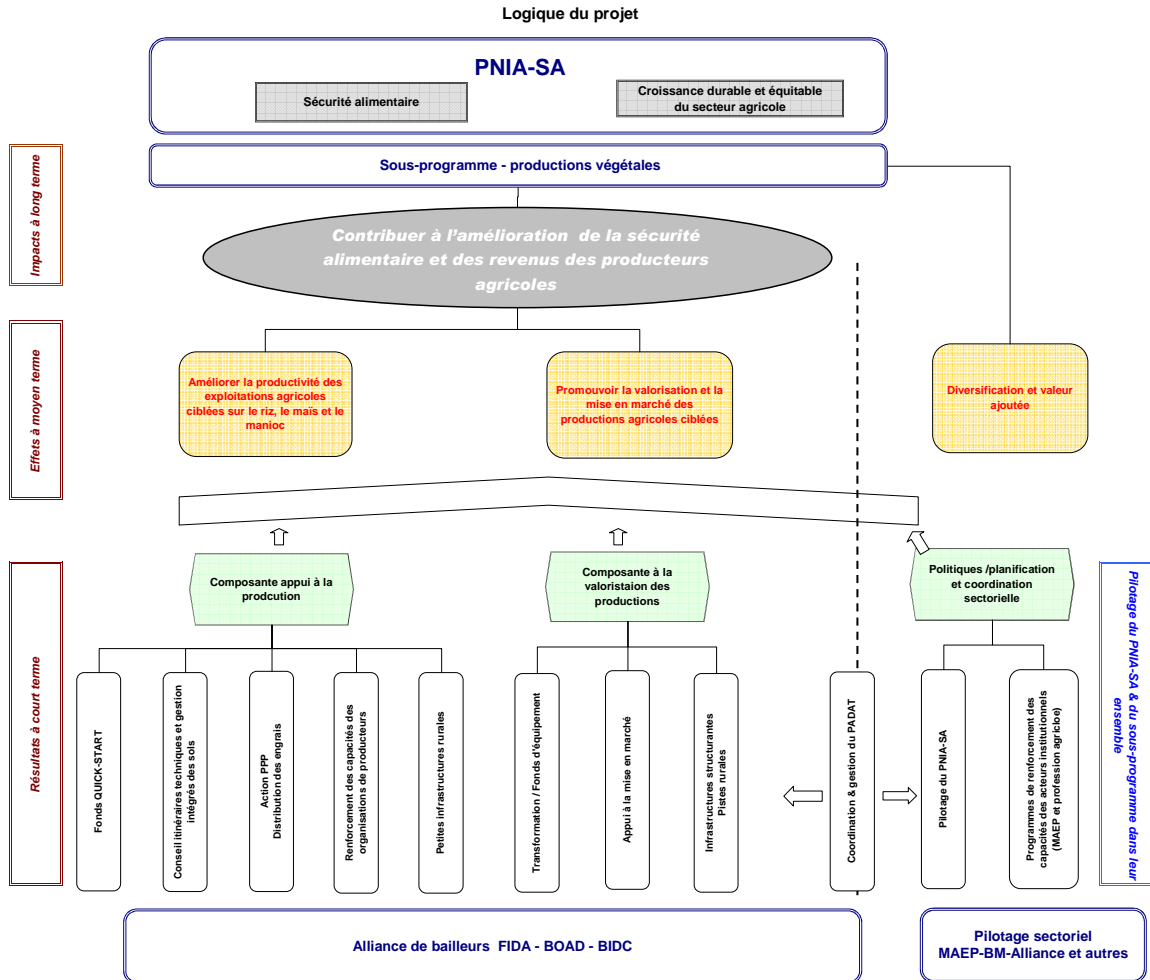 Logique du projet
PNIA-SA
Sécurité alimentaire
Croissance durable et équitable
du secteur agricole
Impacts à long terme
Sous-programme - productions végétales
Contribuer à l'amélioration de la sécurité
alimentaire et des revenus des producteurs
agricoles
Effets à moyen terme
Améliorer la productivité des
exploitations agricoles
ciblées sur le riz, le maïs et le
manioc
Promouvoir la valorisation et la
mise en marché des
productions agricoles ciblées
Diversification et valeur
ajoutée
Résultats à court terme
Composante appui à la
prodcution
Composante à la
valoristaion des
productions
Politiques /planification
et coordination
sectorielle
Fonds QUICK-START
Conseil itinéraires techniques et gestion
intégrés des sols
Action PPP
Distribution des engrais
Renforcement des capacités des
organisations de producteurs
Petites infrastructures rurales
Transformation / Fonds d'équipement
Appui à la mise en marché
Infrastructures structurantes
Pistes rurales
Coordination & gestion du PADAT
Pilotage du PNIA-SA
Programmes de renforcement des
capacités des acteurs institutionnels
(MAEP et profession agricloe)
Pilotage du PNIA-SA & du sous-programme dans leur
ensemble
Alliance de bailleurs  FIDA - BOAD - BIDC
Pilotage sectoriel
MAEP-BM-Alliance et autres